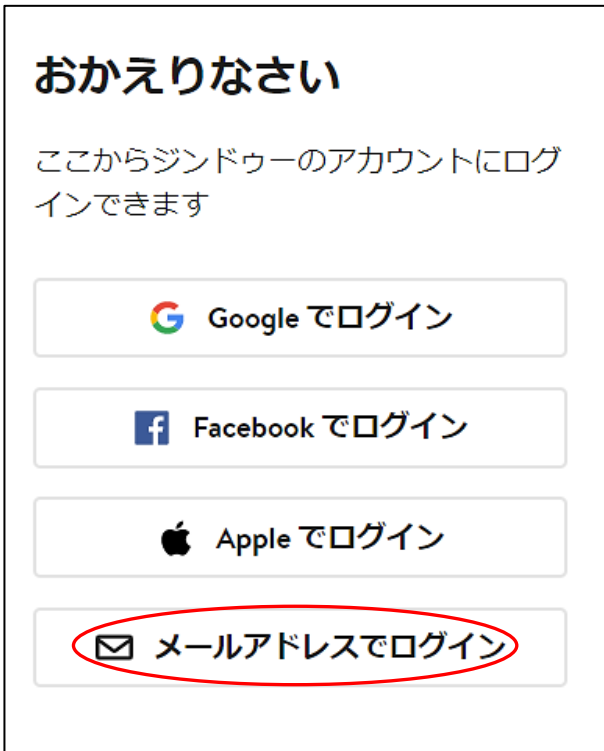 おかえりなさい
ここからジンドゥーのアカウントにログ
インできます
Google でログイン
Facebook でログイン
Apple でログイン
メールアドレスでログイン